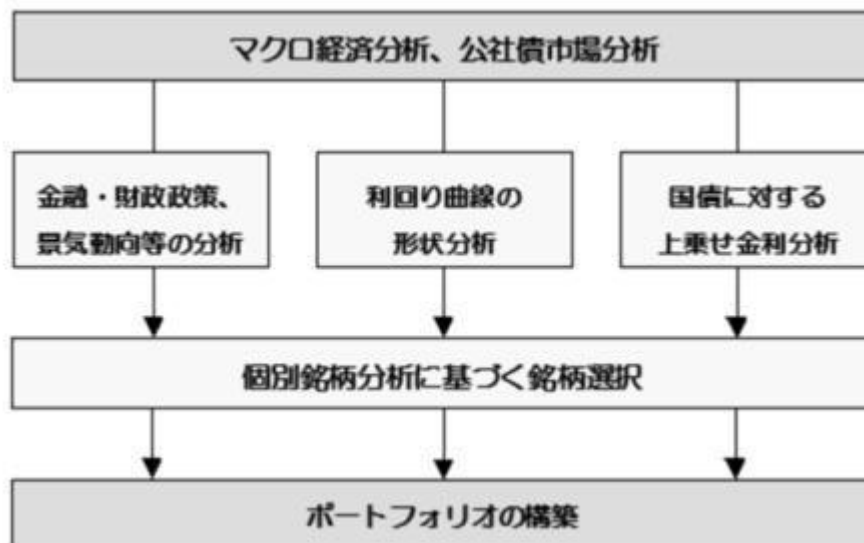 マクロ経済分析、公社債市場分析
金融・財政政策、
景気動向等の分析
利回り曲線の
形状分析
国債に対する
上乗せ金利分析
個別銘柄分析に基づく銘柄選択
ポートフォリオの構築